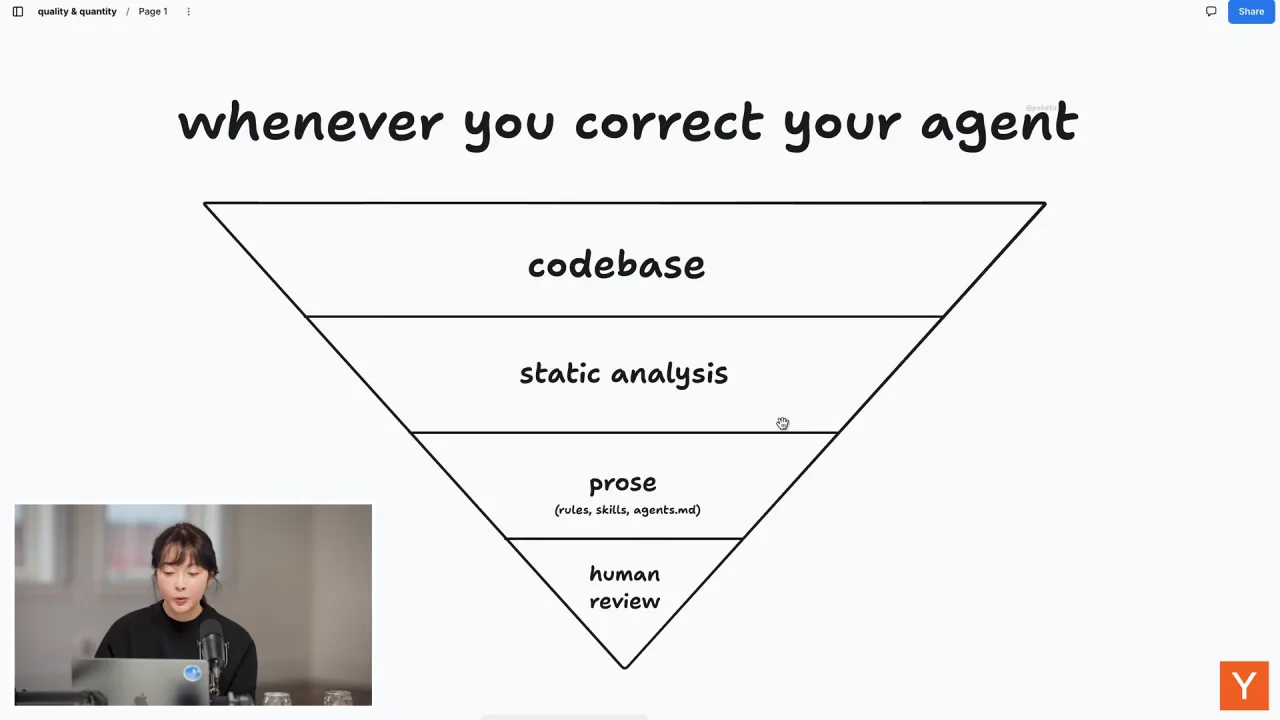 quality & quantity / Page 1
Share
@potato
whenever you correct your agent
codebase
static analysis
prose
(rules, skills, agents.md)
human
review
Y